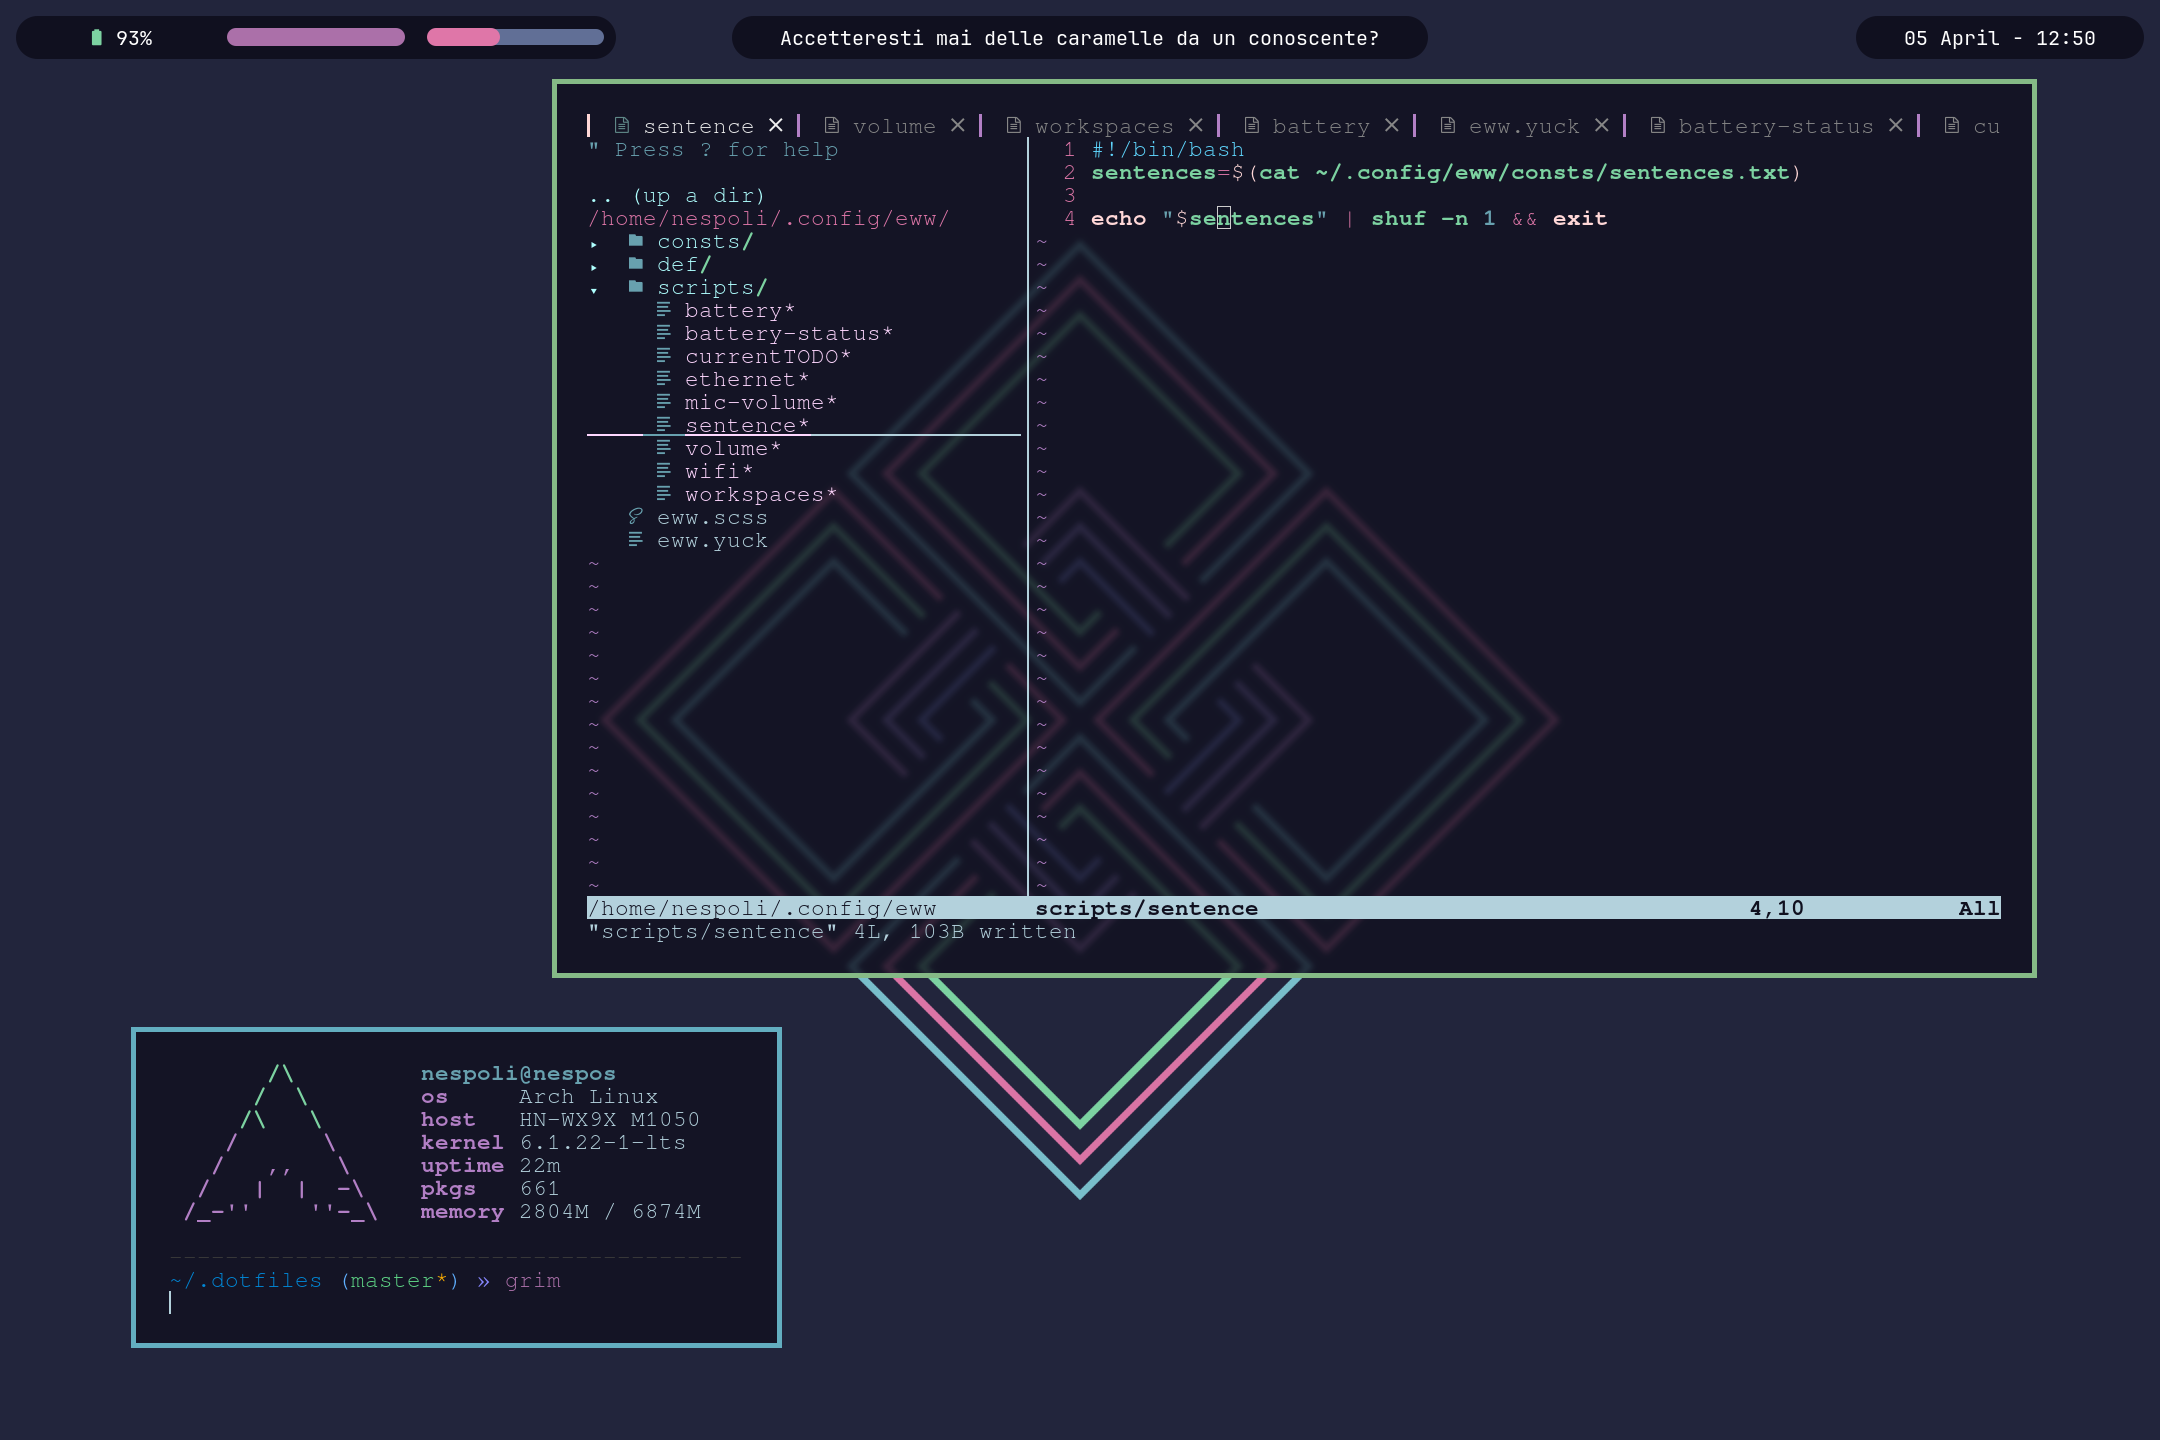 93%
Accetteresti mai delle caramelle da un conoscente?
05 April - 12:50
sentence × volume × workspaces × battery × eww.yuck × battery-status × cu
" Press ? for help
.. (up a dir)
/home/nespoli/.config/eww/
▸ consts/
▸ def/
▾ scripts/
battery*
battery-status*
currentTODO*
ethernet*
mic-volume*
sentence*
volume*
wifi*
workspaces*
eww.scss
eww.yuck
1 #!/bin/bash
2 sentences=$(cat ~/.config/eww/consts/sentences.txt)
3
4 echo "$sentences" | shuf -n 1 && exit
/home/nespoli/.config/eww
scripts/sentence 4,10 All
"scripts/sentence" 4L, 103B written
nespoli@nespos
os Arch Linux
host HN-WX9X M1050
kernel 6.1.22-1-lts
uptime 22m
pkgs 661
memory 2804M / 6874M
~/.dotfiles (master*) » grim